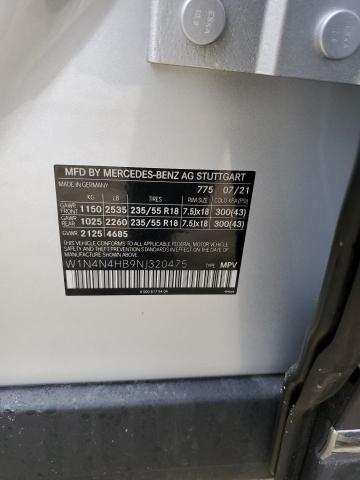 MFD BY MERCEDES-BENZ AG STUTTGART
MADE IN GERMANY 775 07/21
KG LB TIRES RIM SIZE COLD KPA (PSI)
GAWR FRONT 1150 2535 235/55 R18 7.5Jx18 300(43)
GAWR REAR 1025 2260 235/55 R18 7.5Jx18 300(43)
GVWR 2125 4685
THIS VEHICLE CONFORMS TO ALL APPLICABLE FEDERAL MOTOR
VEHICLE SAFETY, BUMPER, AND THEFT PREVENTION
STANDARDS IN EFFECT ON THE DATE
OF MANUFACTURE SHOWN ABOVE.
W1N4N4HB9NJ320475 TYPE: MPV